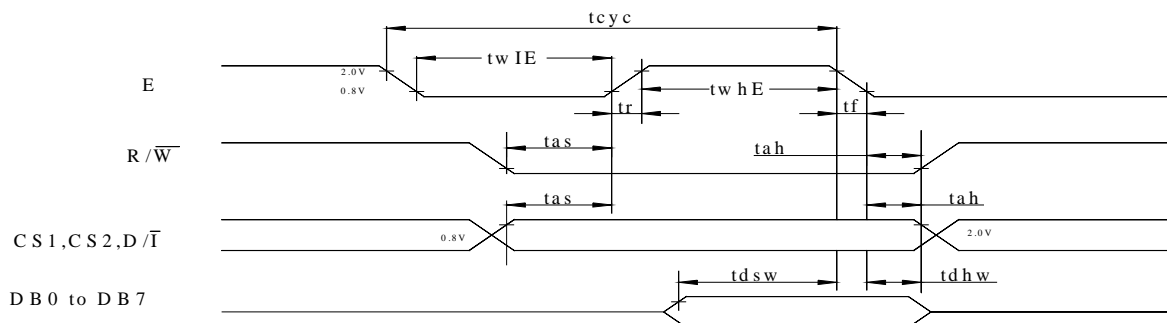 tcyc
twIE
E
2.0V
0.8V
twhE
tr
tf
R/W̅
tas
tah
tas
tah
CS1,CS2,D/I̅
0.8V
2.0V
tdsw
tdhw
DB0 to DB7